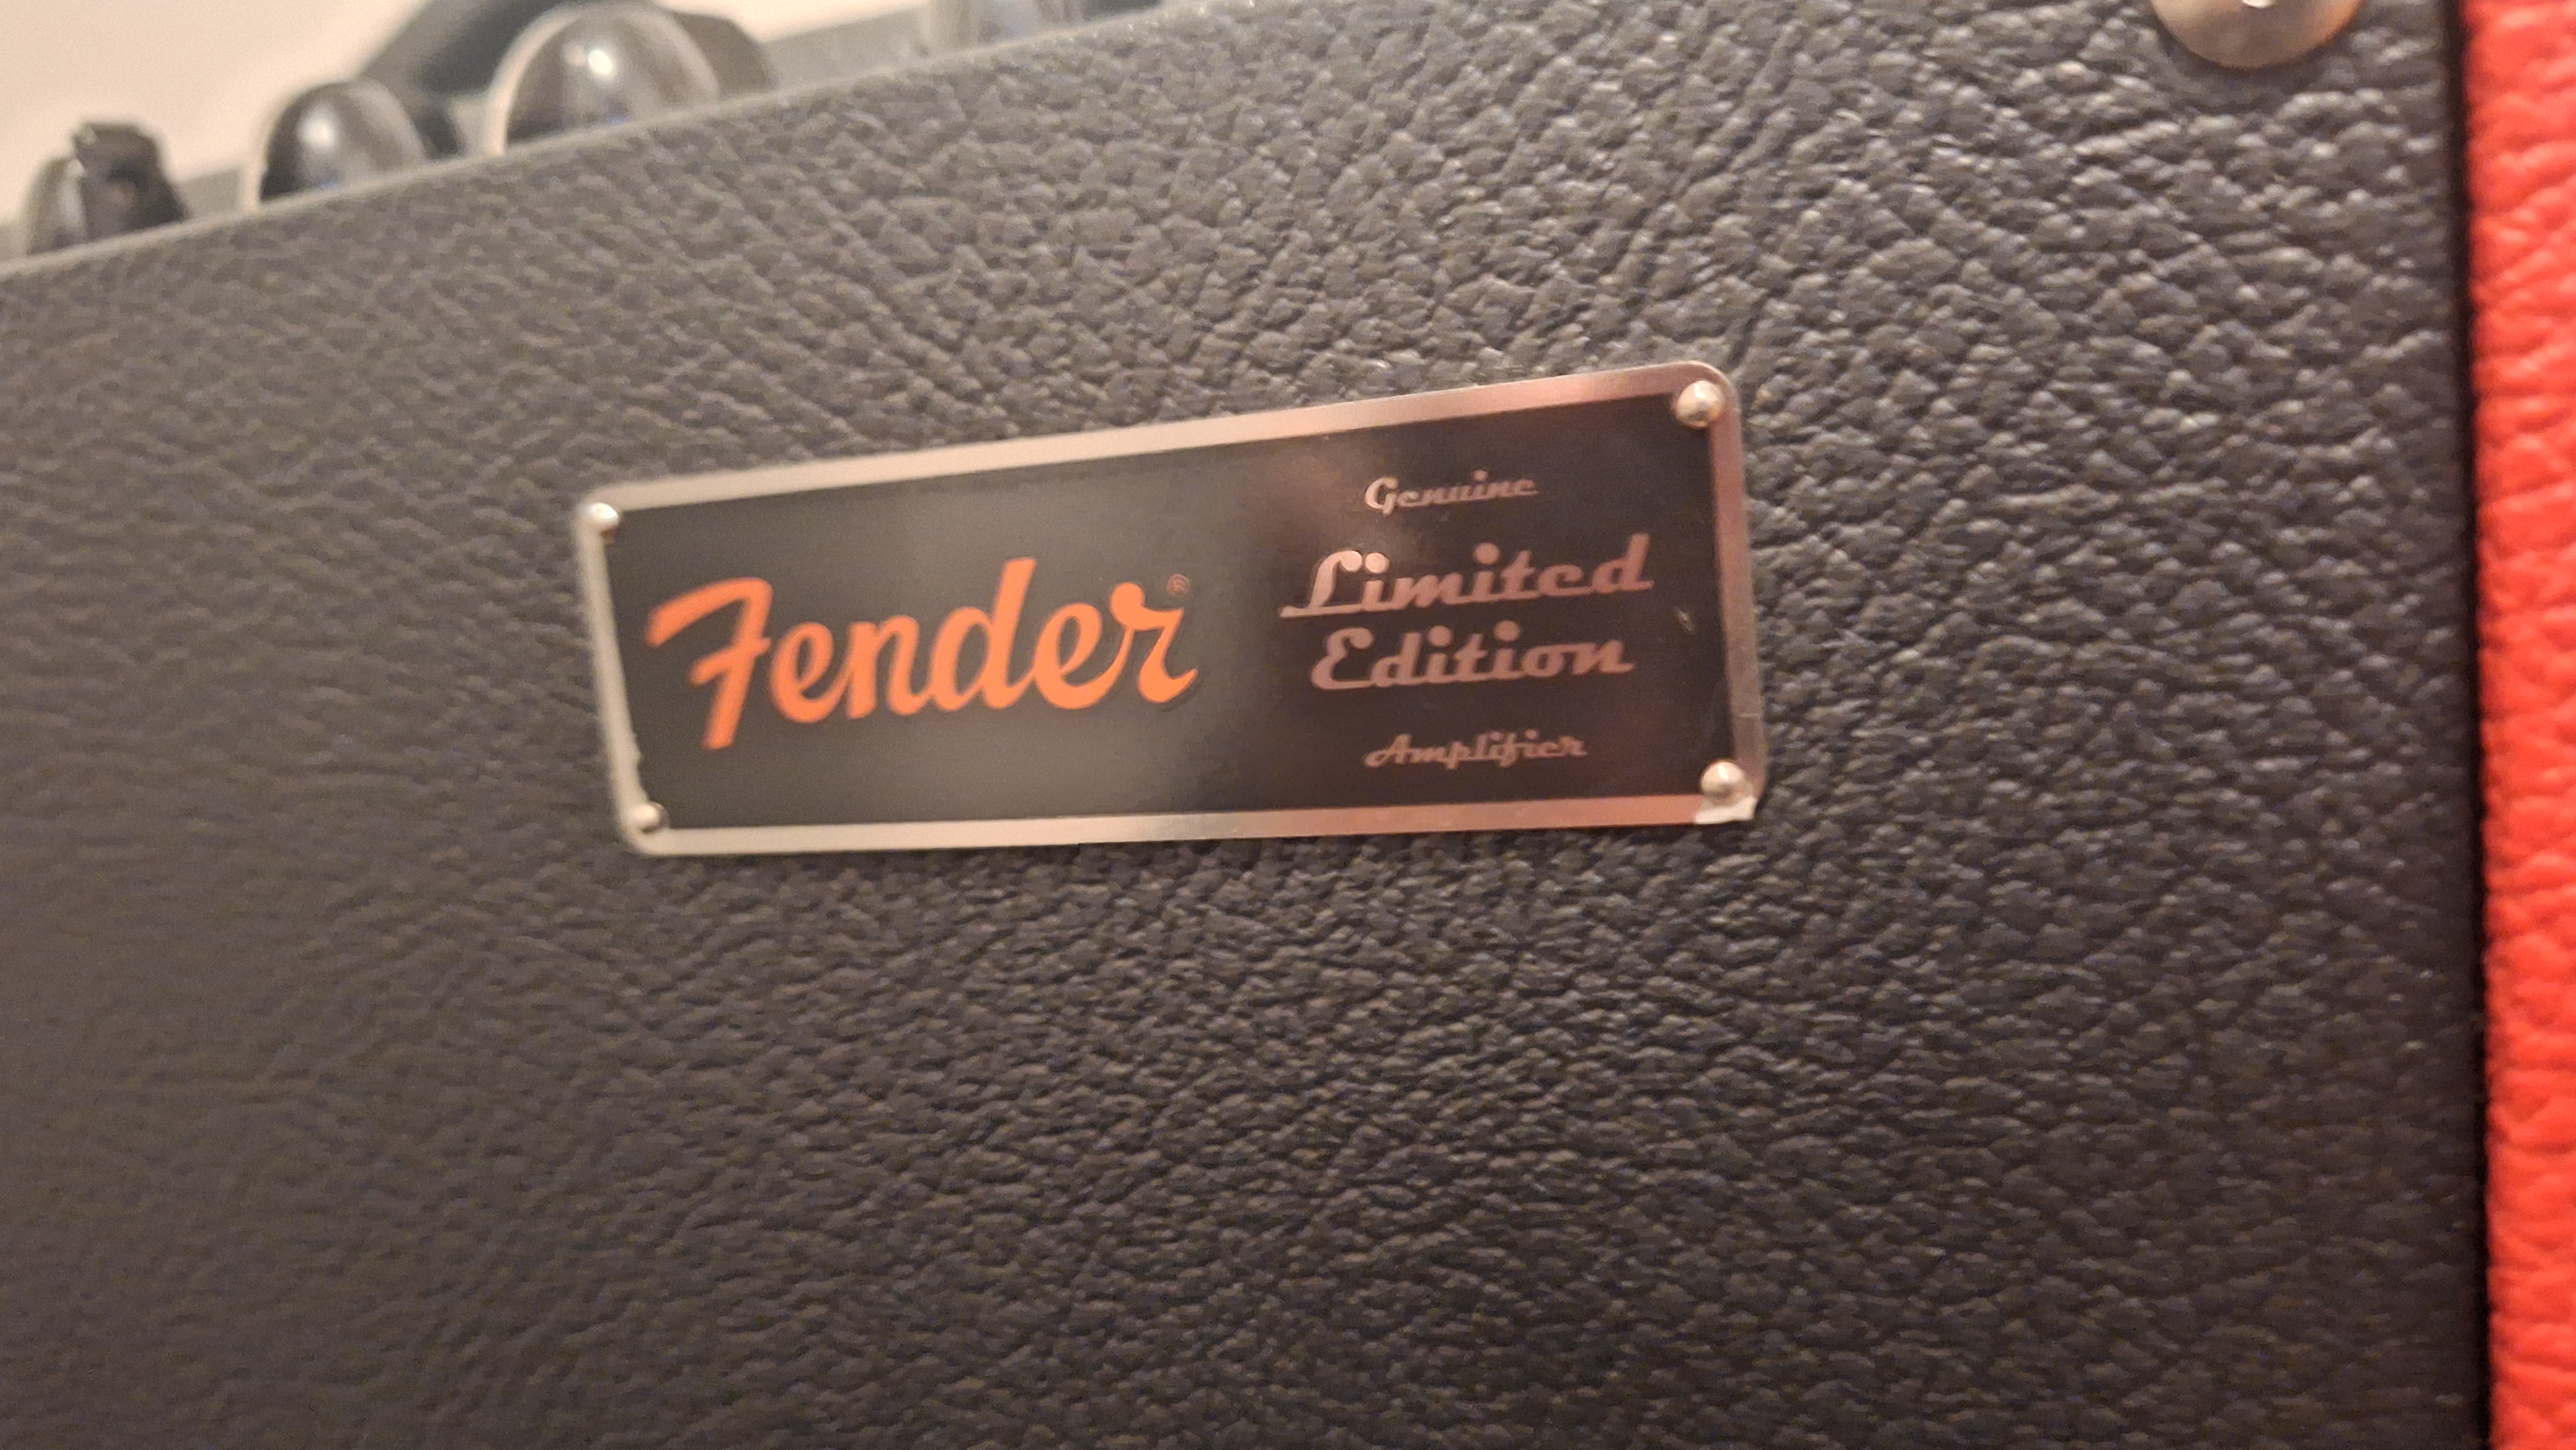 Fender®
Genuine
Limited
Edition
Amplifier